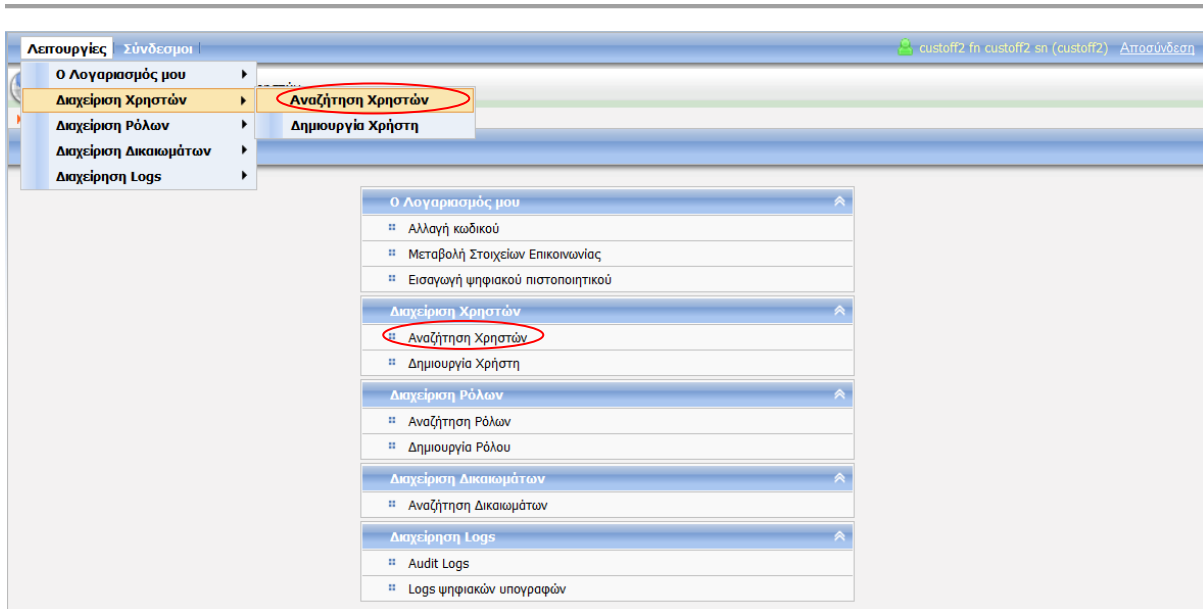 Λειτουργίες Σύνδεσμοι custoff2 fn custoff2 sn (custoff2) Αποσύνδεση
Ο Λογαριασμός μου
Διαχείριση Χρηστών Αναζήτηση Χρηστών
Διαχείριση Ρόλων Δημιουργία Χρήστη
Διαχείριση Δικαιωμάτων
Διαχείρηση Logs
Ο Λογαριασμός μου
Αλλαγή κωδικού
Μεταβολή Στοιχείων Επικοινωνίας
Εισαγωγή ψηφιακού πιστοποιητικού
Διαχείριση Χρηστών
Αναζήτηση Χρηστών
Δημιουργία Χρήστη
Διαχείριση Ρόλων
Αναζήτηση Ρόλων
Δημιουργία Ρόλου
Διαχείριση Δικαιωμάτων
Αναζήτηση Δικαιωμάτων
Διαχείρηση Logs
Audit Logs
Logs ψηφιακών υπογραφών